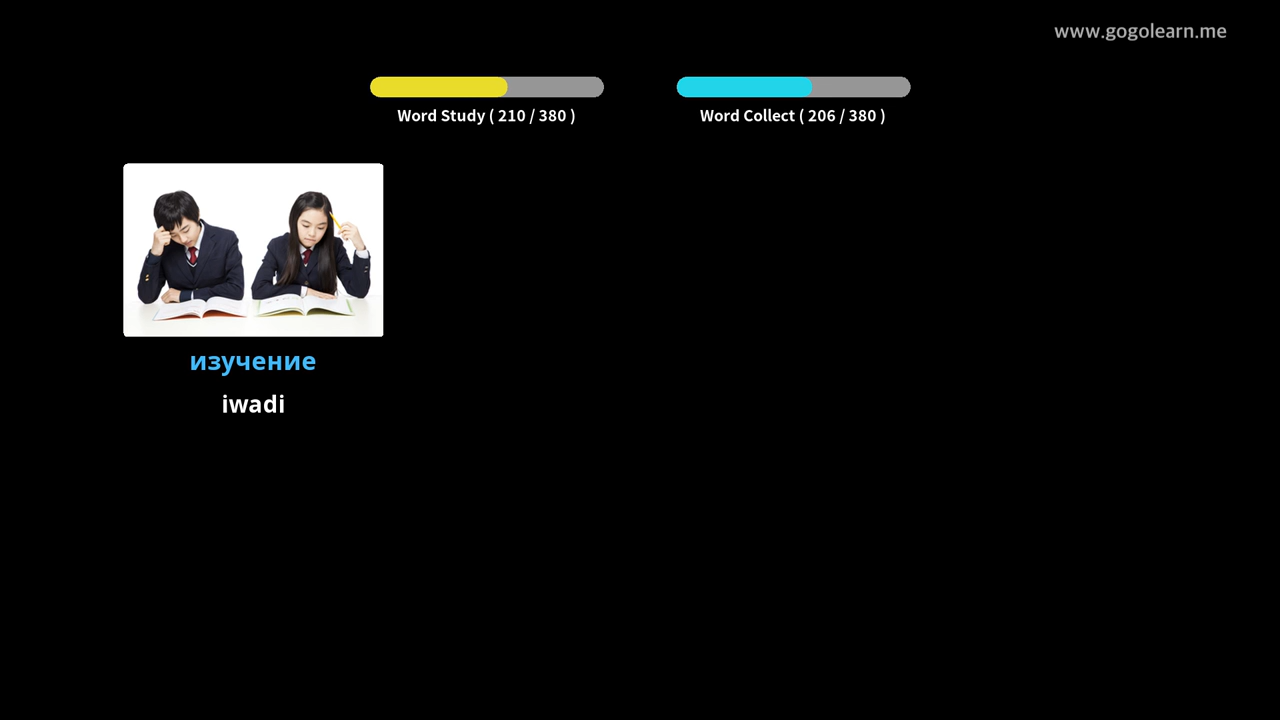 www.gogolearn.me
Word Study ( 210 / 380 )
Word Collect ( 206 / 380 )
изучение
iwadi